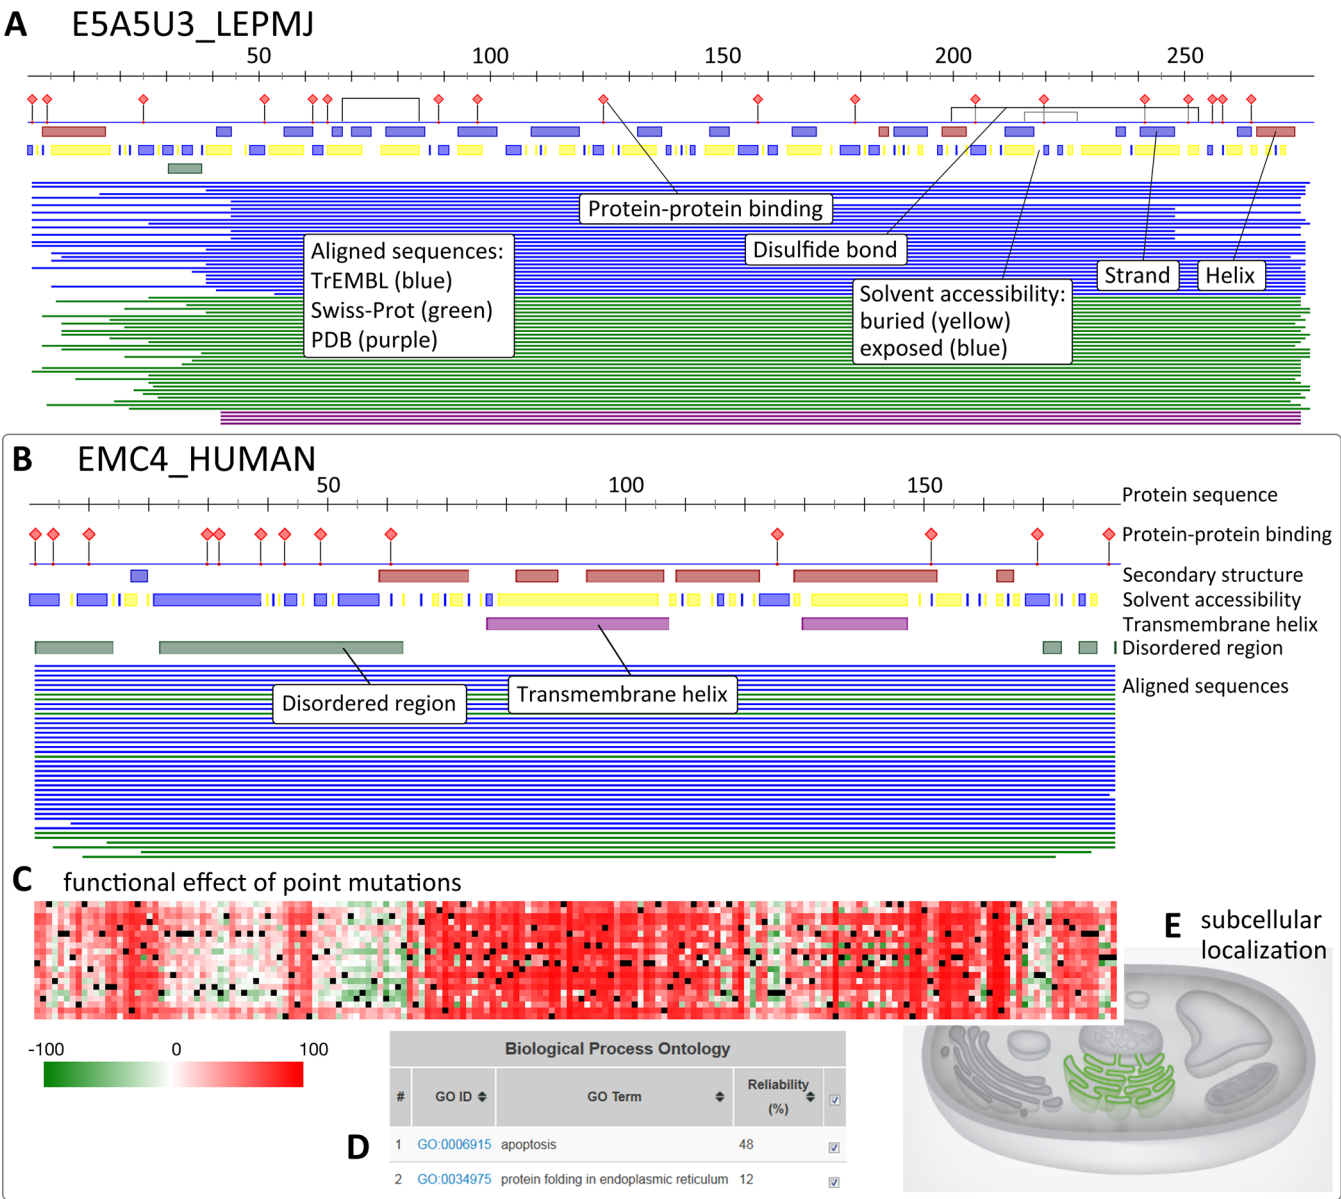 A E5A5U3_LEPMJ
50 100 150 200 250
Protein-protein binding
Disulfide bond
Aligned sequences:
TrEMBL (blue)
Swiss-Prot (green)
PDB (purple)
Solvent accessibility:
buried (yellow)
exposed (blue)
Strand
Helix
B EMC4_HUMAN
50 100 150
Protein sequence
Protein-protein binding
Secondary structure
Solvent accessibility
Transmembrane helix
Disordered region
Aligned sequences
Disordered region
Transmembrane helix
C functional effect of point mutations
-100 0 100
D
Biological Process Ontology
# GO ID GO Term Reliability (%)
1 GO:0006915 apoptosis 48
2 GO:0034975 protein folding in endoplasmic reticulum 12
E subcellular
localization